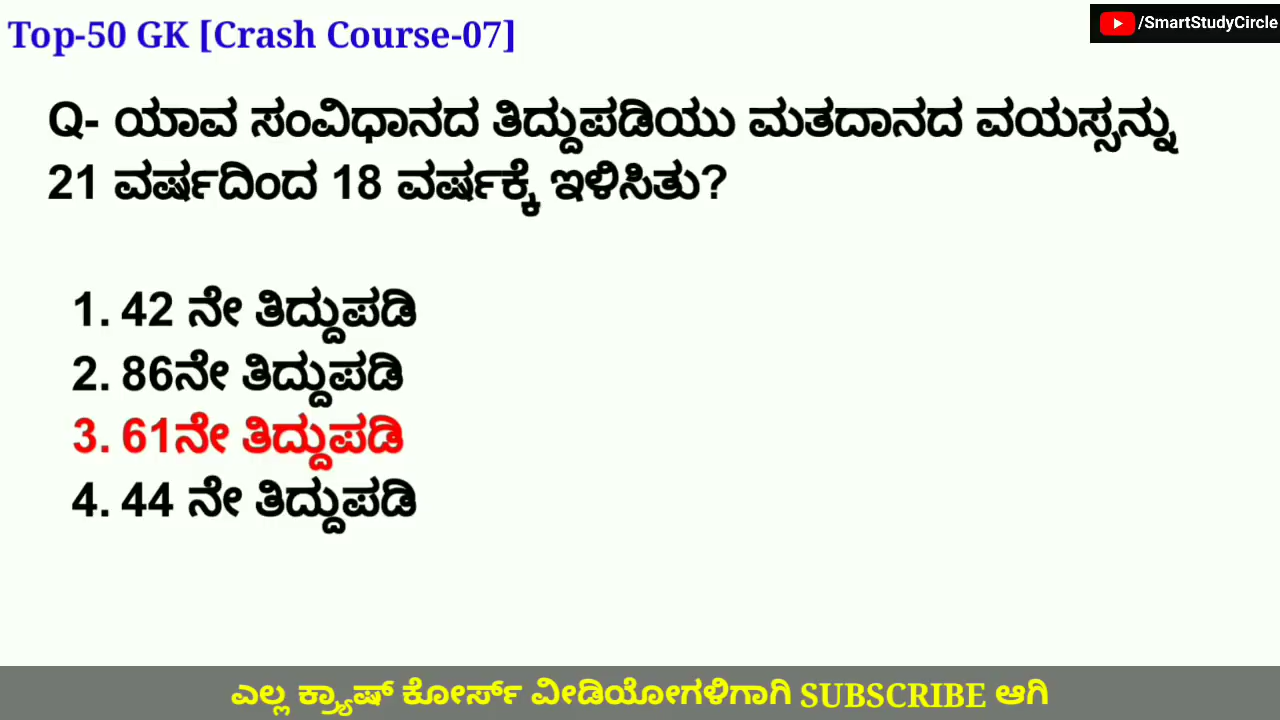 Top-50 GK [Crash Course-07]
/SmartStudyCircle
Q- ಯಾವ ಸಂವಿಧಾನದ ತಿದ್ದುಪಡಿಯು ಮತದಾನದ ವಯಸ್ಸನ್ನು
21 ವರ್ಷದಿಂದ 18 ವರ್ಷಕ್ಕೆ ಇಳಿಸಿತು?
1. 42 ನೇ ತಿದ್ದುಪಡಿ
2. 86ನೇ ತಿದ್ದುಪಡಿ
3. 61ನೇ ತಿದ್ದುಪಡಿ
4. 44 ನೇ ತಿದ್ದುಪಡಿ
ಎಲ್ಲ ಕ್ರ್ಯಾಷ್ ಕೋರ್ಸ್ ವೀಡಿಯೋಗಳಿಗಾಗಿ SUBSCRIBE ಆಗಿ